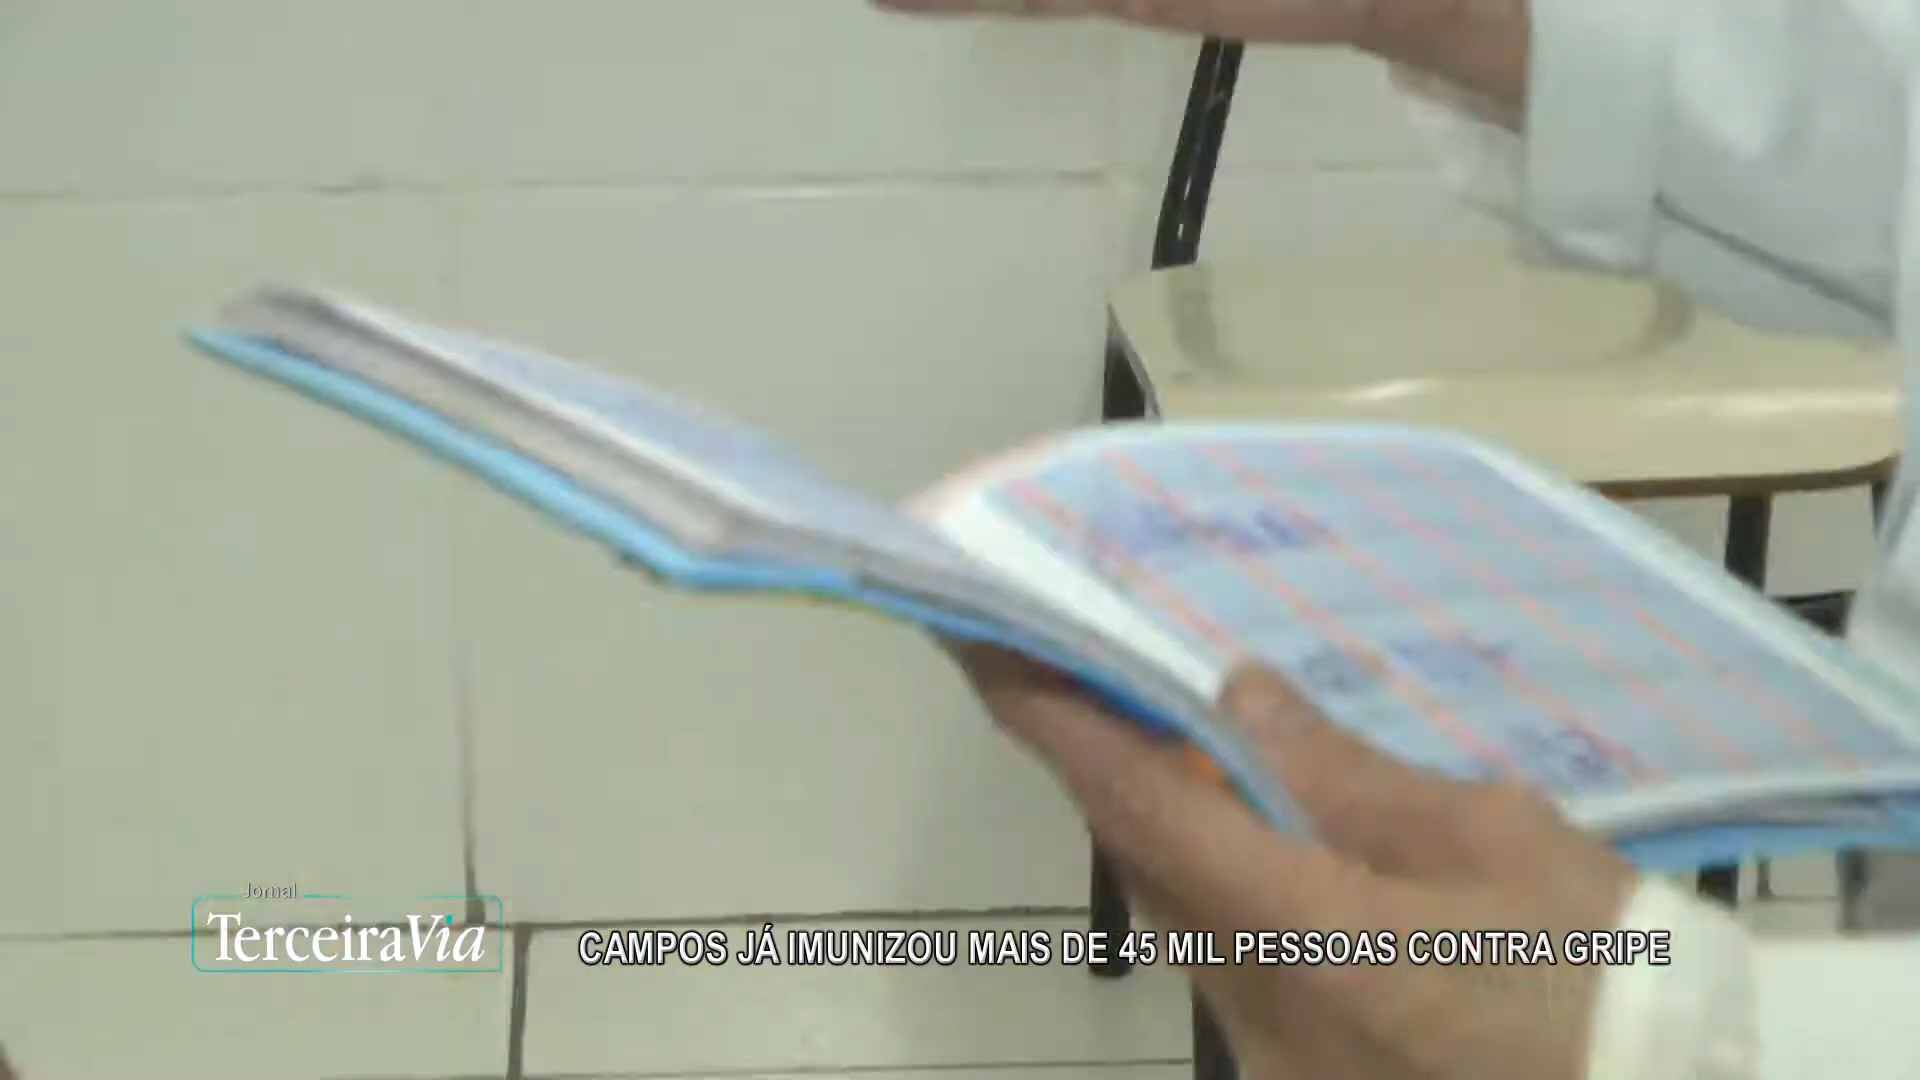 Jornal
TerceiraVia
CAMPOS JÁ IMUNIZOU MAIS DE 45 MIL PESSOAS CONTRA GRIPE